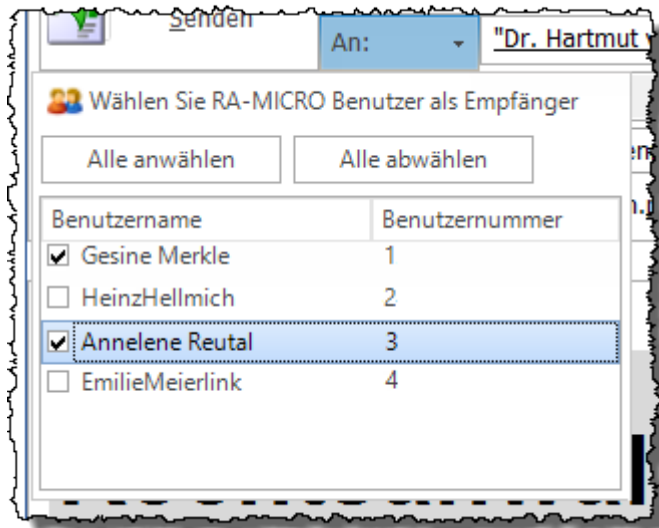 Senden
An:
"Dr. Hartmut
Wählen Sie RA-MICRO Benutzer als Empfänger
Alle anwählen Alle abwählen
Benutzername Benutzernummer
Gesine Merkle 1
HeinzHellmich 2
Annelene Reutal 3
EmilieMeierlink 4